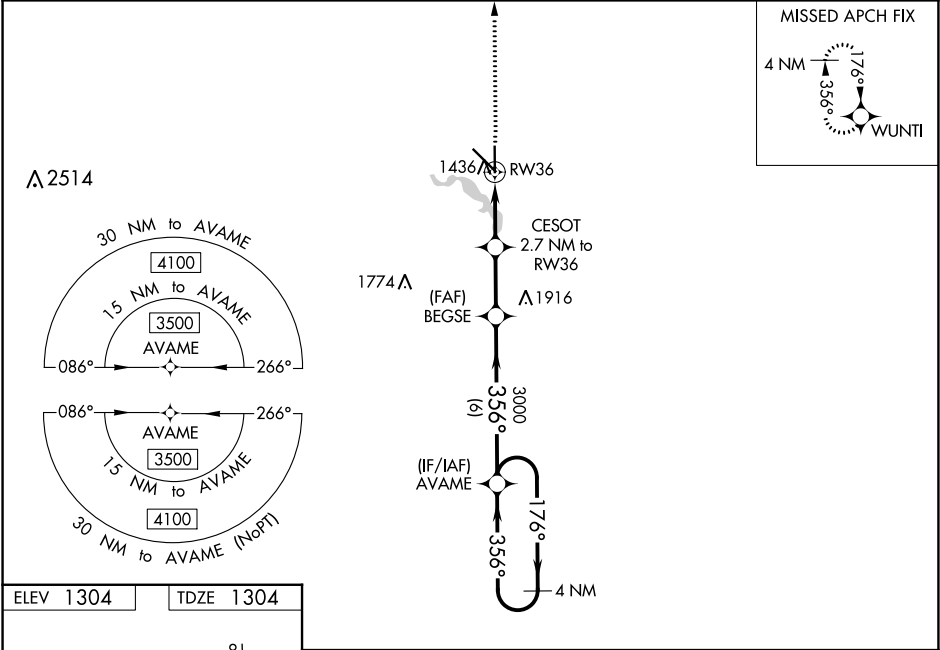 MISSED APCH FIX
4 NM
176°
356°
WUNTI
1436
RW36
2514
CESOT
2.7 NM to
RW36
1774
(FAF)
BEGSE
1916
30 NM to AVAME
4100
15 NM to AVAME
3500
AVAME
086°
266°
086°
266°
AVAME
3500
15 NM to AVAME
4100
30 NM to AVAME (NoPT)
3000
356°
(6)
(IF/IAF)
AVAME
176°
356°
4 NM
ELEV 1304
TDZE 1304